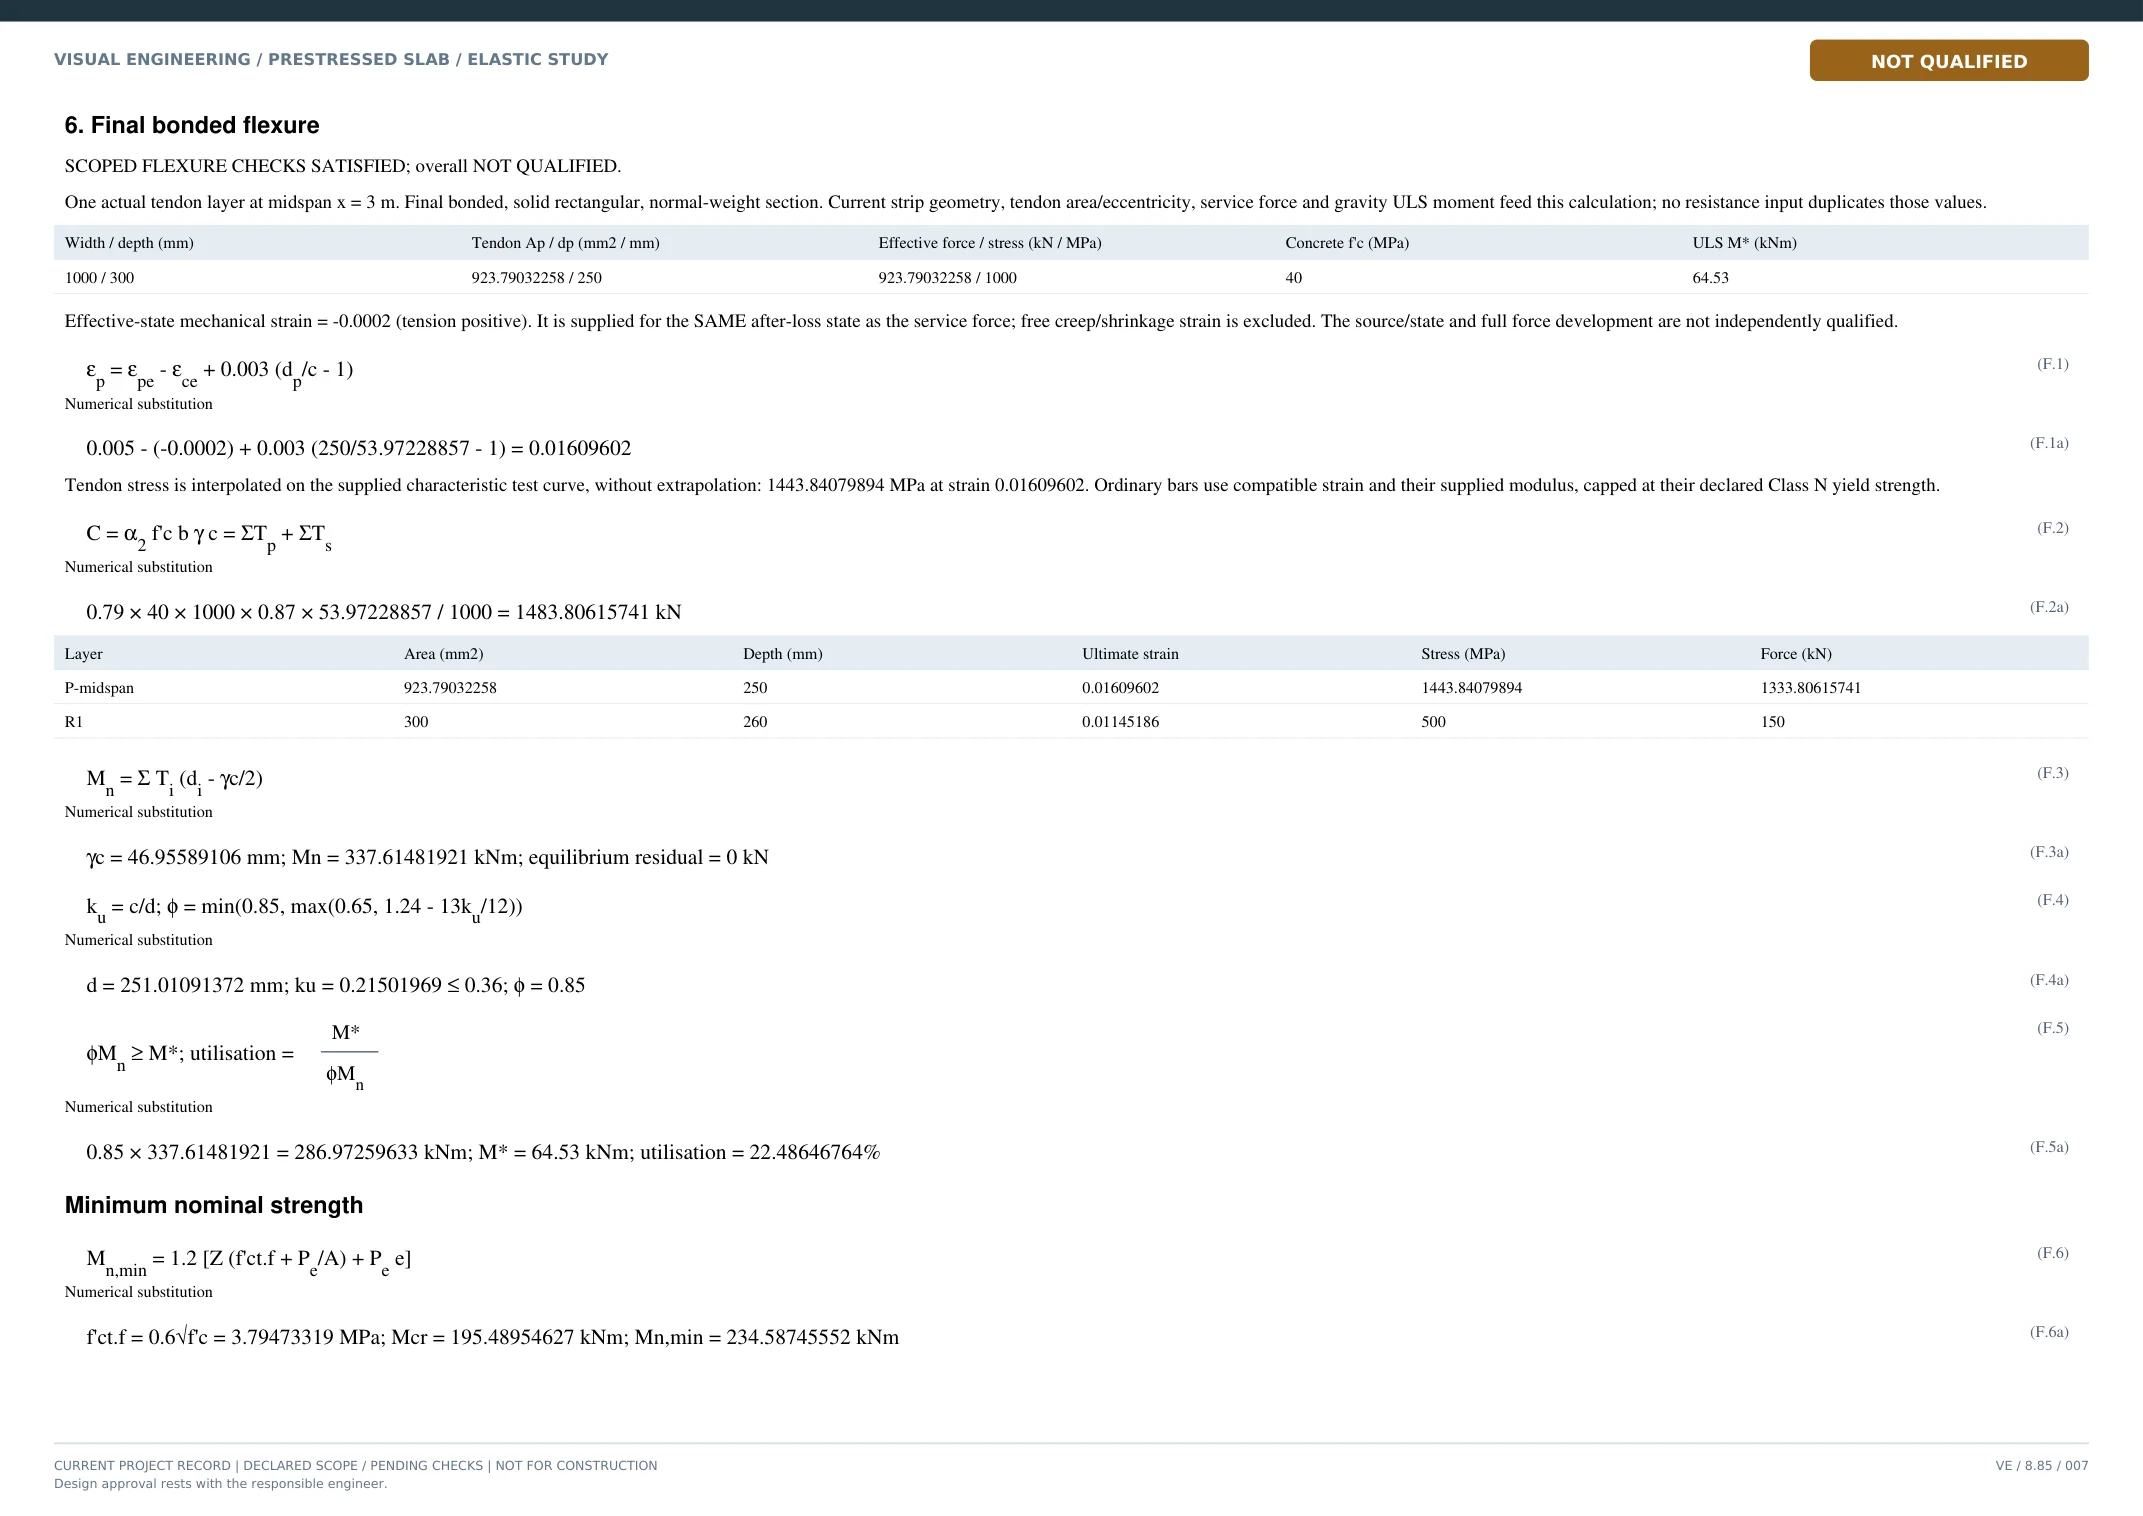 VISUAL ENGINEERING / PRESTRESSED SLAB / ELASTIC STUDY
NOT QUALIFIED
6. Final bonded flexure
SCOPED FLEXURE CHECKS SATISFIED; overall NOT QUALIFIED.
One actual tendon layer at midspan x = 3 m. Final bonded, solid rectangular, normal-weight section. Current strip geometry, tendon area/eccentricity, service force and gravity ULS moment feed this calculation; no resistance input duplicates those values.
Width / depth (mm) Tendon Ap / dp (mm2 / mm) Effective force / stress (kN / MPa) Concrete f'c (MPa) ULS M* (kNm)
1000 / 300 923.79032258 / 250 923.79032258 / 1000 40 64.53
Effective-state mechanical strain = -0.0002 (tension positive). It is supplied for the SAME after-loss state as the service force; free creep/shrinkage strain is excluded. The source/state and full force development are not independently qualified.
εp = εpe - εce + 0.003 (dp/c - 1) (F.1)
Numerical substitution
0.005 - (-0.0002) + 0.003 (250/53.97228857 - 1) = 0.01609602 (F.1a)
Tendon stress is interpolated on the supplied characteristic test curve, without extrapolation: 1443.84079894 MPa at strain 0.01609602. Ordinary bars use compatible strain and their supplied modulus, capped at their declared Class N yield strength.
C = α2 f'c b γ c = ΣTp + ΣTs (F.2)
Numerical substitution
0.79 × 40 × 1000 × 0.87 × 53.97228857 / 1000 = 1483.80615741 kN (F.2a)
Layer Area (mm2) Depth (mm) Ultimate strain Stress (MPa) Force (kN)
P-midspan 923.79032258 250 0.01609602 1443.84079894 1333.80615741
R1 300 260 0.01145186 500 150
Mn = Σ Ti (di - γc/2) (F.3)
Numerical substitution
γc = 46.95589106 mm; Mn = 337.61481921 kNm; equilibrium residual = 0 kN (F.3a)
ku = c/d; ϕ = min(0.85, max(0.65, 1.24 - 13ku/12)) (F.4)
Numerical substitution
d = 251.01091372 mm; ku = 0.21501969 ≤ 0.36; ϕ = 0.85 (F.4a)
ϕMn ≥ M*; utilisation = M* / ϕMn (F.5)
Numerical substitution
0.85 × 337.61481921 = 286.97259633 kNm; M* = 64.53 kNm; utilisation = 22.48646764% (F.5a)
Minimum nominal strength
Mn,min = 1.2 [Z (f'ct.f + Pe/A) + Pe e] (F.6)
Numerical substitution
f'ct.f = 0.6√f'c = 3.79473319 MPa; Mcr = 195.48954627 kNm; Mn,min = 234.58745552 kNm (F.6a)
CURRENT PROJECT RECORD | DECLARED SCOPE / PENDING CHECKS | NOT FOR CONSTRUCTION VE / 8.85 / 007
Design approval rests with the responsible engineer.